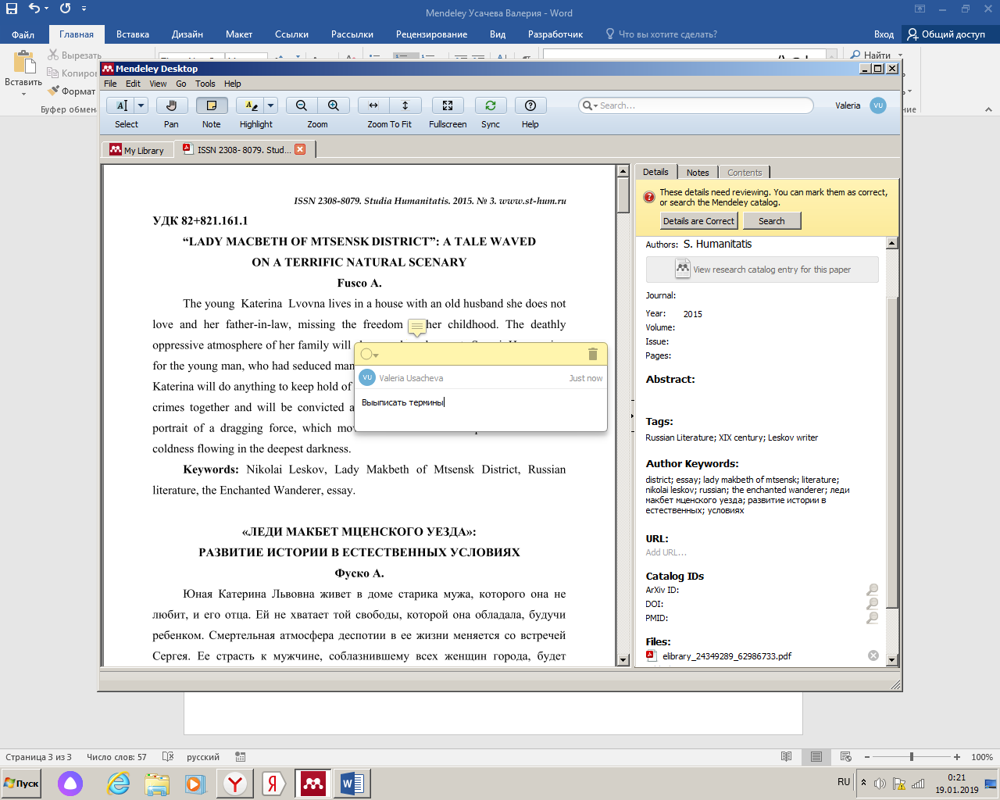 Mendeley Усачева Валерия - Word
Файл
Главная
Вставка
Дизайн
Макет
Ссылки
Рассылки
Рецензирование
Вид
Разработчик
Что вы хотите сделать?
Вход
Общий доступ
Вставить
Вырезать
Формат
Буфер обмен
Найти
Mendeley Desktop
File Edit View Go Tools Help
Select
Pan
Note
Highlight
Zoom
Zoom To Fit
Fullscreen
Sync
Help
Search...
Valeria
VU
My Library
ISSN 2308- 8079. Stud...
ISSN 2308-8079. Studia Humanitatis. 2015. № 3. www.st-hum.ru
УДК 82+821.161.1
“LADY MACBETH OF MTSENSK DISTRICT”: A TALE WAVED
ON A TERRIFIC NATURAL SCENARY
Fusco A.
The young Katerina Lvovna lives in a house with an old husband she does not
love and her father-in-law, missing the freedom her childhood. The deathly
oppressive atmosphere of her family will
for the young man, who had seduced man
Katerina will do anything to keep hold of
crimes together and will be convicted a
portrait of a dragging force, which mov
coldness flowing in the deepest darkness.
Keywords: Nikolai Leskov, Lady Makbeth of Mtsensk District, Russian
literature, the Enchanted Wanderer, essay.
«ЛЕДИ МАКБЕТ МЦЕНСКОГО УЕЗДА»:
РАЗВИТИЕ ИСТОРИИ В ЕСТЕСТВЕННЫХ УСЛОВИЯХ
Фуско А.
Юная Катерина Львовна живет в доме старика мужа, которого она не
любит, и его отца. Ей не хватает той свободы, которой она обладала, будучи
ребенком. Смертельная атмосфера деспотии в ее жизни меняется со встречей
Сергея. Ее страсть к мужчине, соблазнившему всех женщин города, будет
VU Valeria Usacheva Just now
Выыписать термины
Details Notes Contents
These details need reviewing. You can mark them as correct,
or search the Mendeley catalog.
Details are Correct
Search
Authors: S. Humanitatis
View research catalog entry for this paper
Journal:
Year: 2015
Volume:
Issue:
Pages:
Abstract:
Tags:
Russian Literature; XIX century; Leskov writer
Author Keywords:
district; essay; lady makbeth of mtsensk; literature;
nikolai leskov; russian; the enchanted wanderer; леди
макбет мценского уезда; развитие истории в
естественных; условиях
URL:
Add URL...
Catalog IDs
ArXiv ID:
DOI:
PMID:
Files:
elibrary_24349289_62986733.pdf
Страница 3 из 3
Число слов: 57
русский
100%
Пуск
RU
0:21
19.01.2019